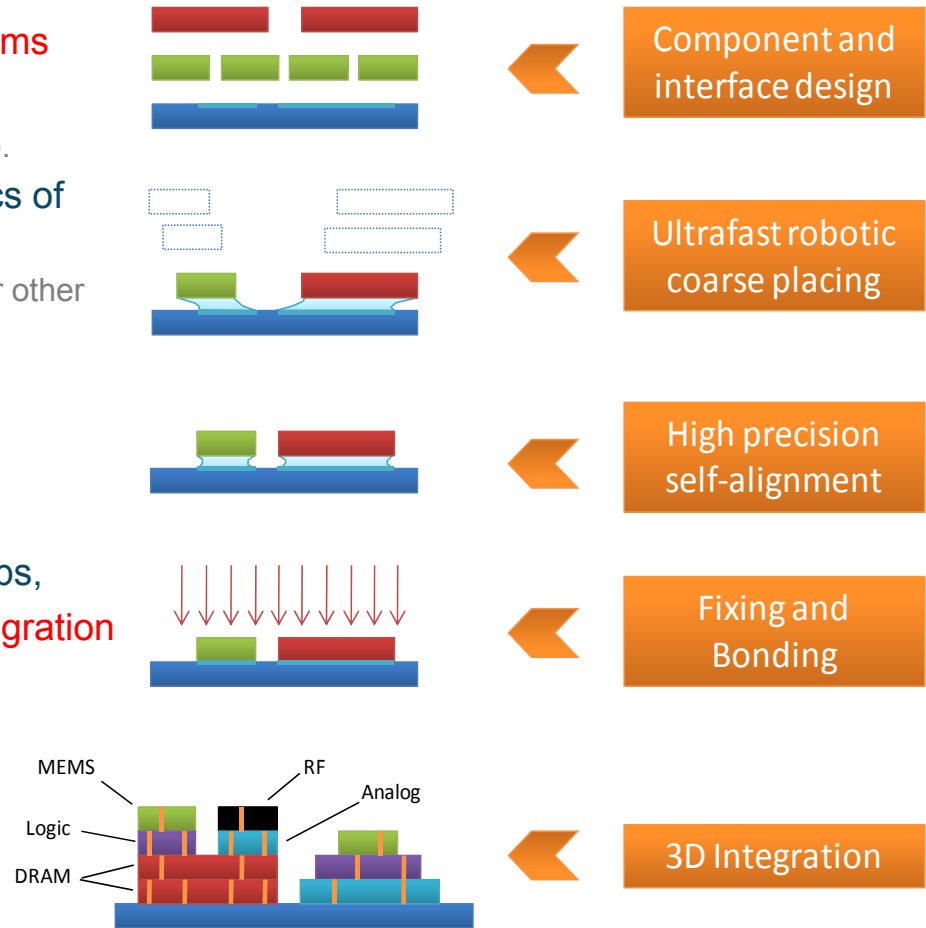 ms
.
cs of
r other
os,
gration
Component and
interface design
Ultrafast robotic
coarse placing
High precision
self-alignment
Fixing and
Bonding
MEMS
RF
Analog
Logic
DRAM
3D Integration